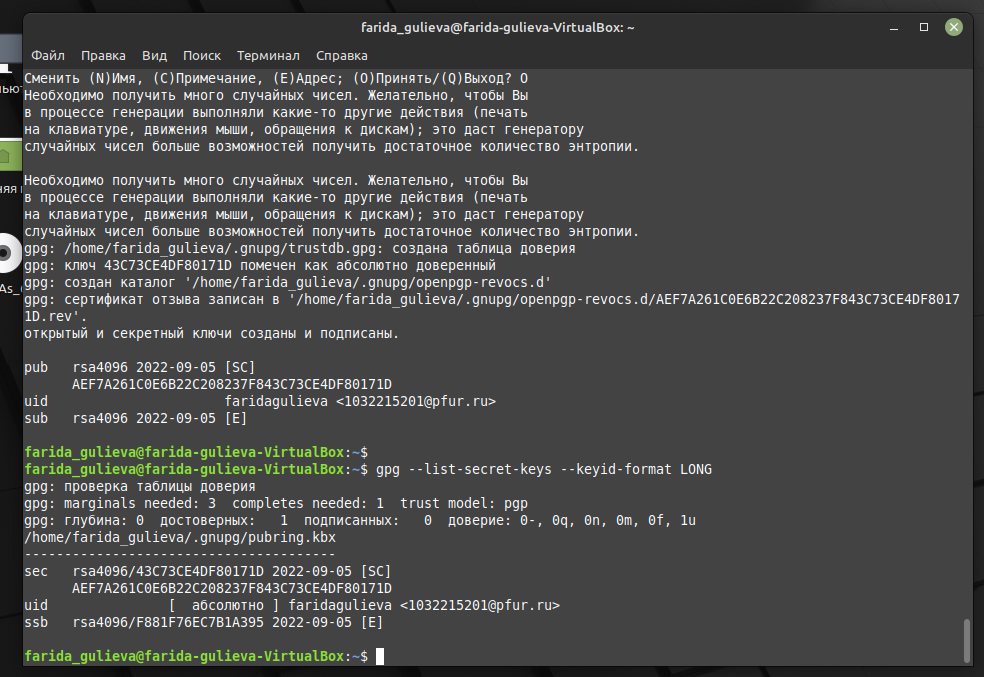 farida_gulieva@farida-gulieva-VirtualBox: ~
Файл Правка Вид Поиск Терминал Справка
Сменить (N)Имя, (C)Примечание, (E)Адрес; (O)Принять/(Q)Выход? O
Необходимо получить много случайных чисел. Желательно, чтобы Вы
в процессе генерации выполняли какие-то другие действия (печать
на клавиатуре, движения мыши, обращения к дискам); это даст генератору
случайных чисел больше возможностей получить достаточное количество энтропии.
Необходимо получить много случайных чисел. Желательно, чтобы Вы
в процессе генерации выполняли какие-то другие действия (печать
на клавиатуре, движения мыши, обращения к дискам); это даст генератору
случайных чисел больше возможностей получить достаточное количество энтропии.
gpg: /home/farida_gulieva/.gnupg/trustdb.gpg: создана таблица доверия
gpg: ключ 43C73CE4DF80171D помечен как абсолютно доверенный
gpg: создан каталог '/home/farida_gulieva/.gnupg/openpgp-revocs.d'
gpg: сертификат отзыва записан в '/home/farida_gulieva/.gnupg/openpgp-revocs.d/AEF7A261C0E6B22C208237F843C73CE4DF8017
1D.rev'.
открытый и секретный ключи созданы и подписаны.
pub   rsa4096 2022-09-05 [SC]
      AEF7A261C0E6B22C208237F843C73CE4DF80171D
uid                      faridagulieva <1032215201@pfur.ru>
sub   rsa4096 2022-09-05 [E]
farida_gulieva@farida-gulieva-VirtualBox:~$
farida_gulieva@farida-gulieva-VirtualBox:~$ gpg --list-secret-keys --keyid-format LONG
gpg: проверка таблицы доверия
gpg: marginals needed: 3  completes needed: 1  trust model: pgp
gpg: глубина: 0  достоверных:   1  подписанных:   0  доверие: 0-, 0q, 0n, 0m, 0f, 1u
/home/farida_gulieva/.gnupg/pubring.kbx
---------------------------------------
sec   rsa4096/43C73CE4DF80171D 2022-09-05 [SC]
      AEF7A261C0E6B22C208237F843C73CE4DF80171D
uid               [  абсолютно ] faridagulieva <1032215201@pfur.ru>
ssb   rsa4096/F881F76EC7B1A395 2022-09-05 [E]
farida_gulieva@farida-gulieva-VirtualBox:~$